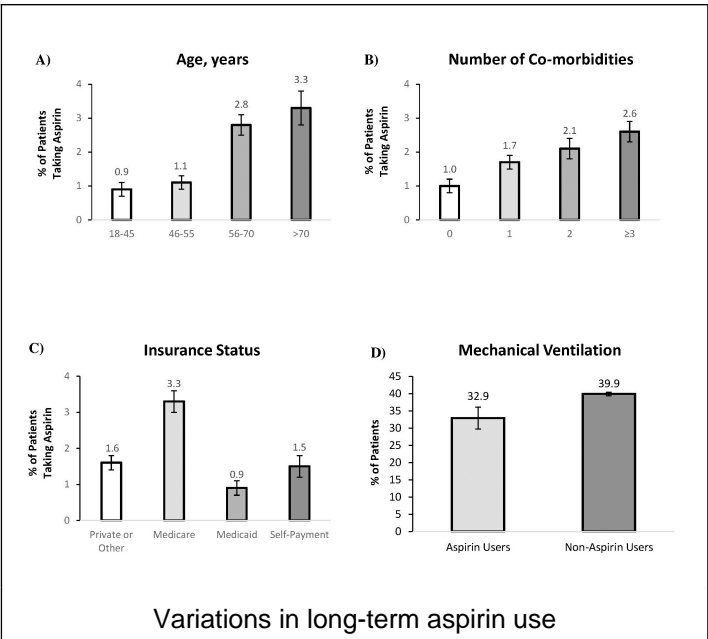 A)
Age, years
% of Patients
Taking Aspirin
4
3
2
1
0
0.9
1.1
2.8
3.3
18-45
46-55
56-70
>70
B)
Number of Co-morbidities
% of Patients
Taking Aspirin
4
3
2
1
0
1.0
1.7
2.1
2.6
0
1
2
≥3
C)
Insurance Status
% of Patients
Taking Aspirin
4
3
2
1
0
1.6
3.3
0.9
1.5
Private or
Other
Medicare
Medicaid
Self-Payment
D)
Mechanical Ventilation
% of Patients
45
40
35
30
25
20
15
10
5
0
32.9
39.9
Aspirin Users
Non-Aspirin Users
Variations in long-term aspirin use